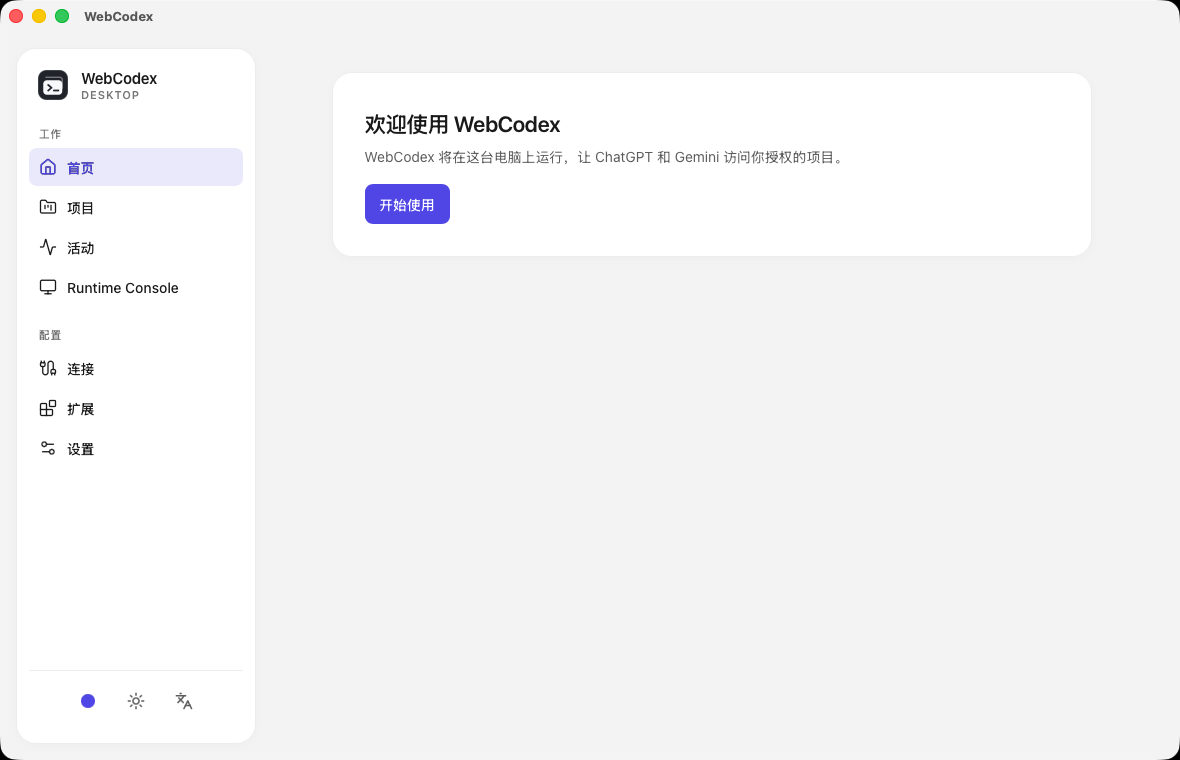 WebCodex
WebCodex
DESKTOP
工作
首页
项目
活动
Runtime Console
配置
连接
扩展
设置
欢迎使用 WebCodex
WebCodex 将在这台电脑上运行，让 ChatGPT 和 Gemini 访问你授权的项目。
开始使用